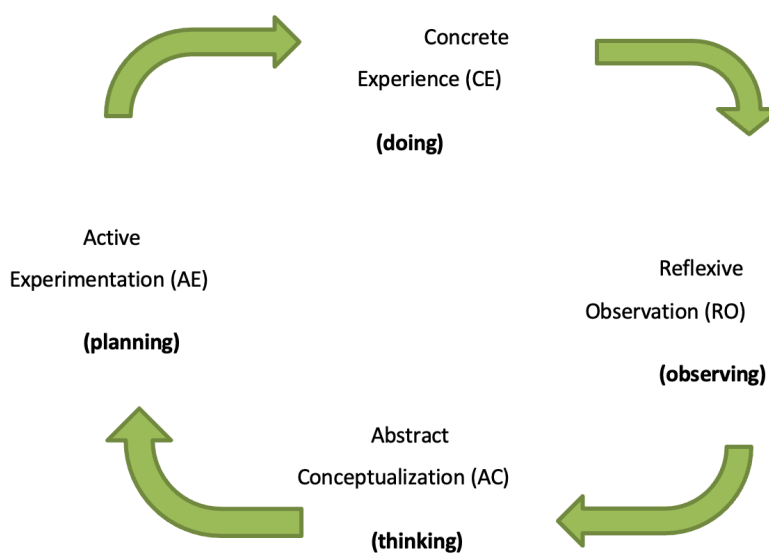 Concrete
Experience (CE)
(doing)
Active
Experimentation (AE)
(planning)
Reflexive
Observation (RO)
(observing)
Abstract
Conceptualization (AC)
(thinking)